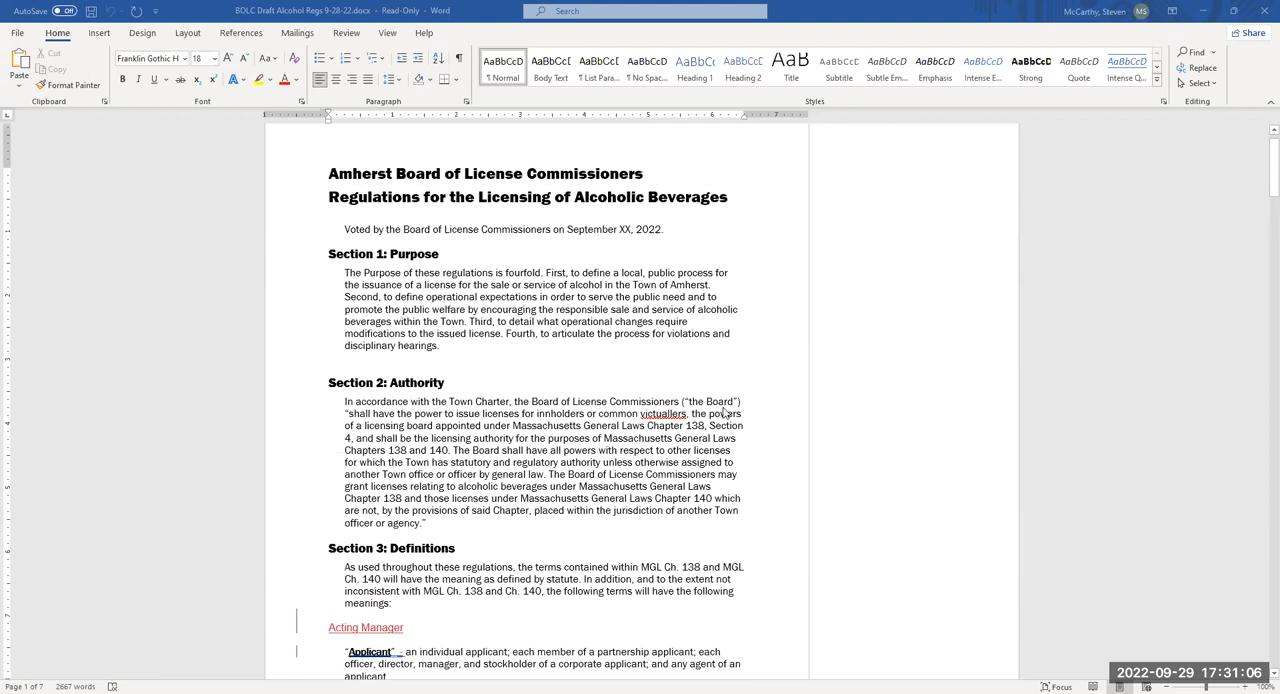 AutoSave Off BOLC Draft Alcohol Regs 9-28-22.docx - Read-Only - Word Search McCarthy, Steven MS
File Home Insert Design Layout References Mailings Review View Help Share
Paste Cut Copy Format Painter Franklin Gothic H 18 A A Aa B I U ab x₂ x² A A AaBbCcD AaBbCcI AaBbCcI AaBbCcD AaBbCc AaBbCcD AaB AaBbCcD AaBbCcD AaBbCcD AaBbCcD AaBbCcD AaBbCcD AaBbCcD Find Replace Select
¶ Normal Body Text ¶ List Para... ¶ No Spac... Heading 1 Heading 2 Title Subtitle Subtle Em... Emphasis Intense E... Strong Quote Intense Q...
Clipboard Font Paragraph Styles Editing
1 1 2 3 4 5 6 7
Amherst Board of License Commissioners
Regulations for the Licensing of Alcoholic Beverages
Voted by the Board of License Commissioners on September XX, 2022.
Section 1: Purpose
The Purpose of these regulations is fourfold. First, to define a local, public process for
the issuance of a license for the sale or service of alcohol in the Town of Amherst.
Second, to define operational expectations in order to serve the public need and to
promote the public welfare by encouraging the responsible sale and service of alcoholic
beverages within the Town. Third, to detail what operational changes require
modifications to the issued license. Fourth, to articulate the process for violations and
disciplinary hearings.
Section 2: Authority
In accordance with the Town Charter, the Board of License Commissioners (“the Board”)
“shall have the power to issue licenses for innholders or common victuallers, the powers
of a licensing board appointed under Massachusetts General Laws Chapter 138, Section
4, and shall be the licensing authority for the purposes of Massachusetts General Laws
Chapters 138 and 140. The Board shall have all powers with respect to other licenses
for which the Town has statutory and regulatory authority unless otherwise assigned to
another Town office or officer by general law. The Board of License Commissioners may
grant licenses relating to alcoholic beverages under Massachusetts General Laws
Chapter 138 and those licenses under Massachusetts General Laws Chapter 140 which
are not, by the provisions of said Chapter, placed within the jurisdiction of another Town
officer or agency.”
Section 3: Definitions
As used throughout these regulations, the terms contained within MGL Ch. 138 and MGL
Ch. 140 will have the meaning as defined by statute. In addition, and to the extent not
inconsistent with MGL Ch. 138 and Ch. 140, the following terms will have the following
meanings:
Acting Manager
“Applicant” - an individual applicant; each member of a partnership applicant; each
officer, director, manager, and stockholder of a corporate applicant; and any agent of an
applicant
2022-09-29 17:31:06
Page 1 of 7 2667 words Focus 100%